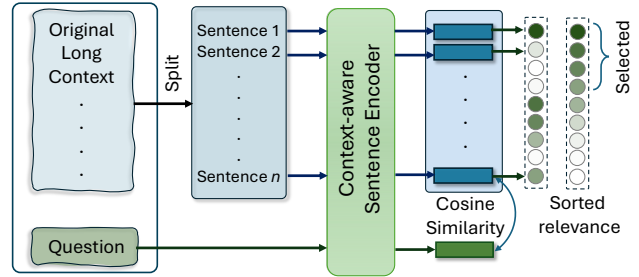 Original
Long
Context
Split
Sentence 1
Sentence 2
Sentence n
Context-aware
Sentence Encoder
Cosine
Similarity
Sorted
relevance
Selected
Question